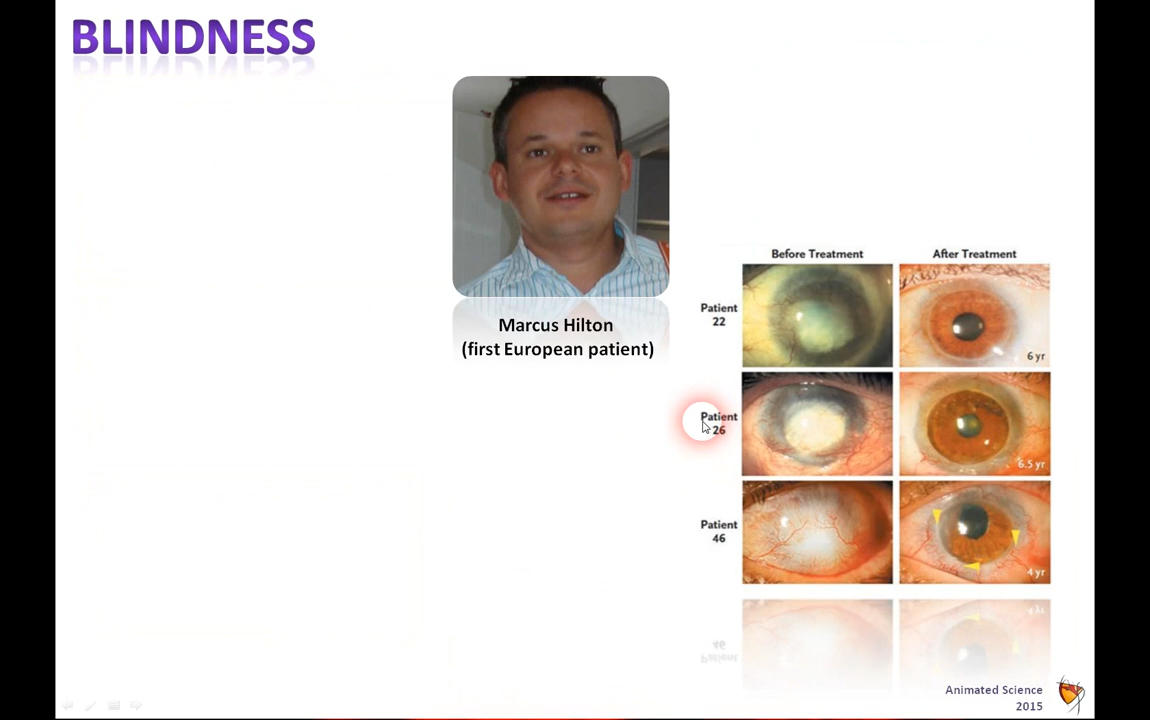 BLINDNESS
Marcus Hilton
(first European patient)
Before Treatment
After Treatment
Patient
22
6 yr
Patient
26
6.5 yr
Patient
46
4 yr
Animated Science
2015